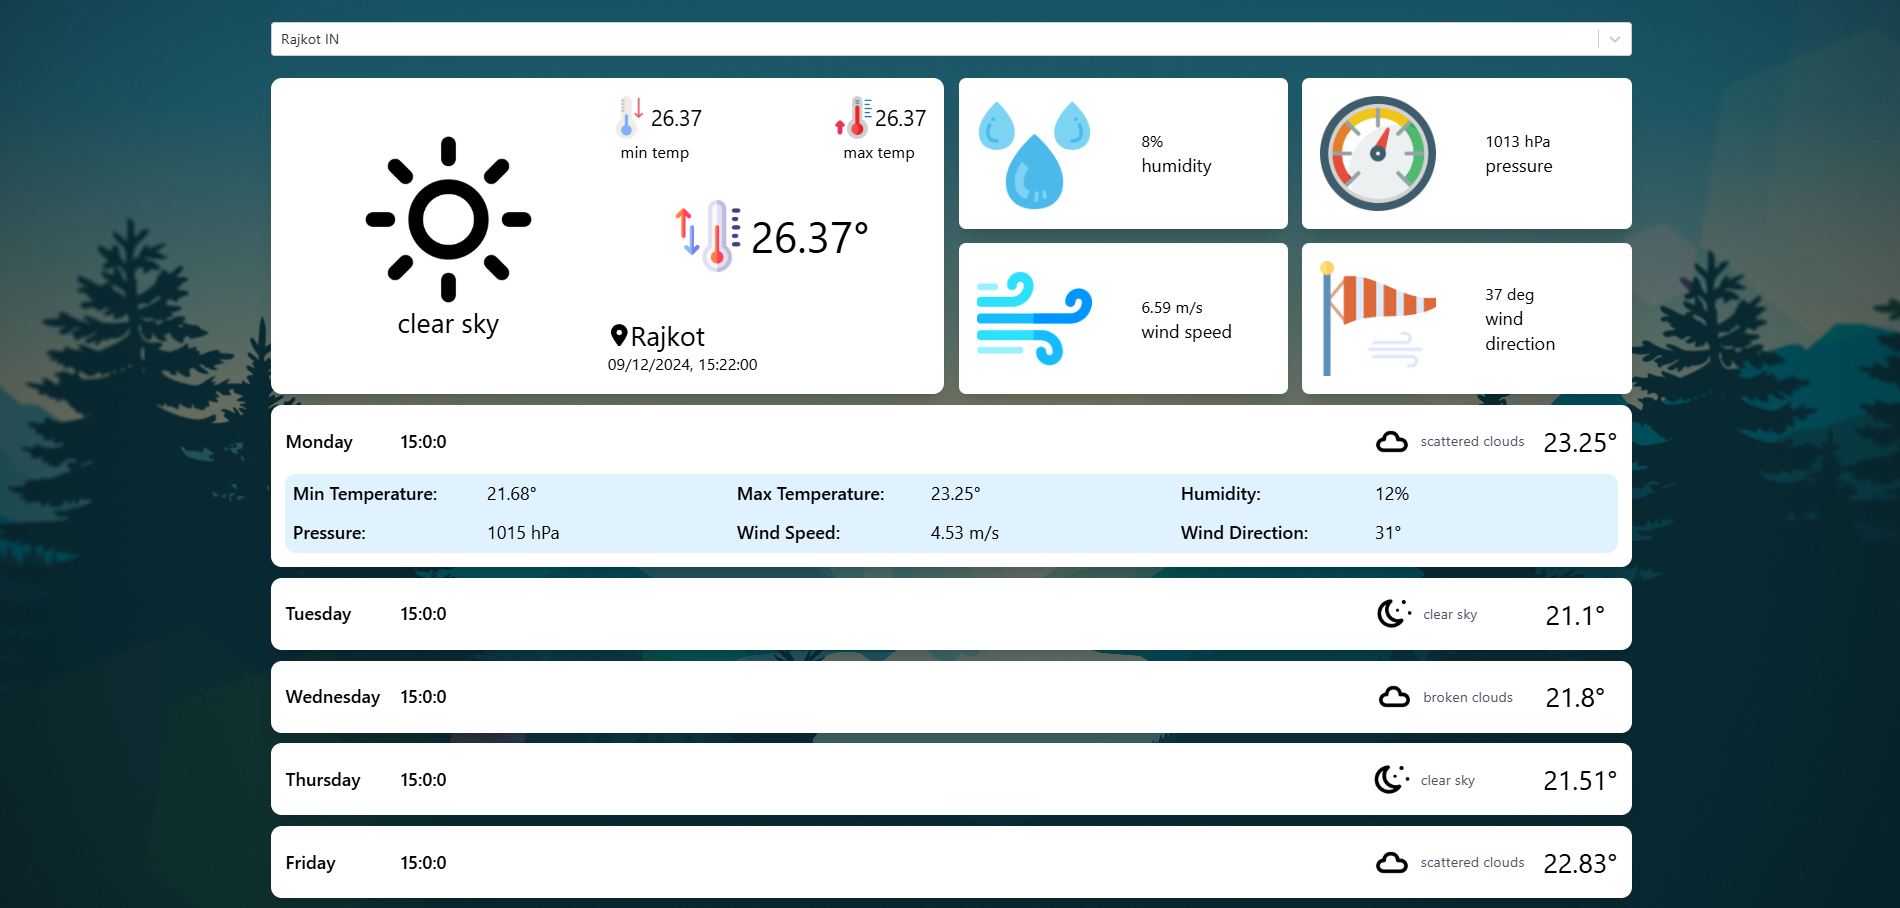 Rajkot IN
26.37
min temp
26.37
max temp
26.37°
clear sky
Rajkot
09/12/2024, 15:22:00
8%
humidity
1013 hPa
pressure
6.59 m/s
wind speed
37 deg
wind
direction
Monday 15:0:0 scattered clouds 23.25°
Min Temperature: 21.68° Max Temperature: 23.25° Humidity: 12%
Pressure: 1015 hPa Wind Speed: 4.53 m/s Wind Direction: 31°
Tuesday 15:0:0 clear sky 21.1°
Wednesday 15:0:0 broken clouds 21.8°
Thursday 15:0:0 clear sky 21.51°
Friday 15:0:0 scattered clouds 22.83°